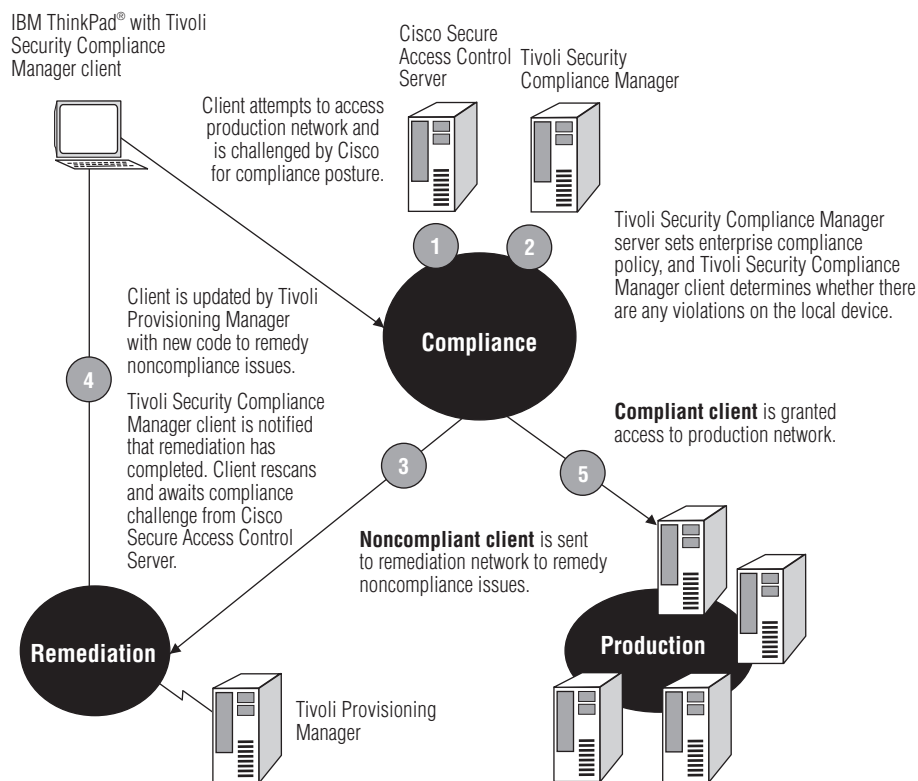 IBM ThinkPad® with Tivoli
Security Compliance
Manager client
Cisco Secure
Access Control
Server
Tivoli Security
Compliance Manager
Client attempts to access
production network and
is challenged by Cisco
for compliance posture.
1
2
Tivoli Security Compliance Manager
server sets enterprise compliance
policy, and Tivoli Security Compliance
Manager client determines whether there
are any violations on the local device.
Compliance
Client is updated by Tivoli
Provisioning Manager
with new code to remedy
noncompliance issues.
4
Tivoli Security Compliance
Manager client is notified
that remediation has
completed. Client rescans
and awaits compliance
challenge from Cisco
Secure Access Control
Server.
3
Compliant client is granted
access to production network.
5
Noncompliant client is sent
to remediation network to remedy
noncompliance issues.
Remediation
Production
Tivoli Provisioning
Manager